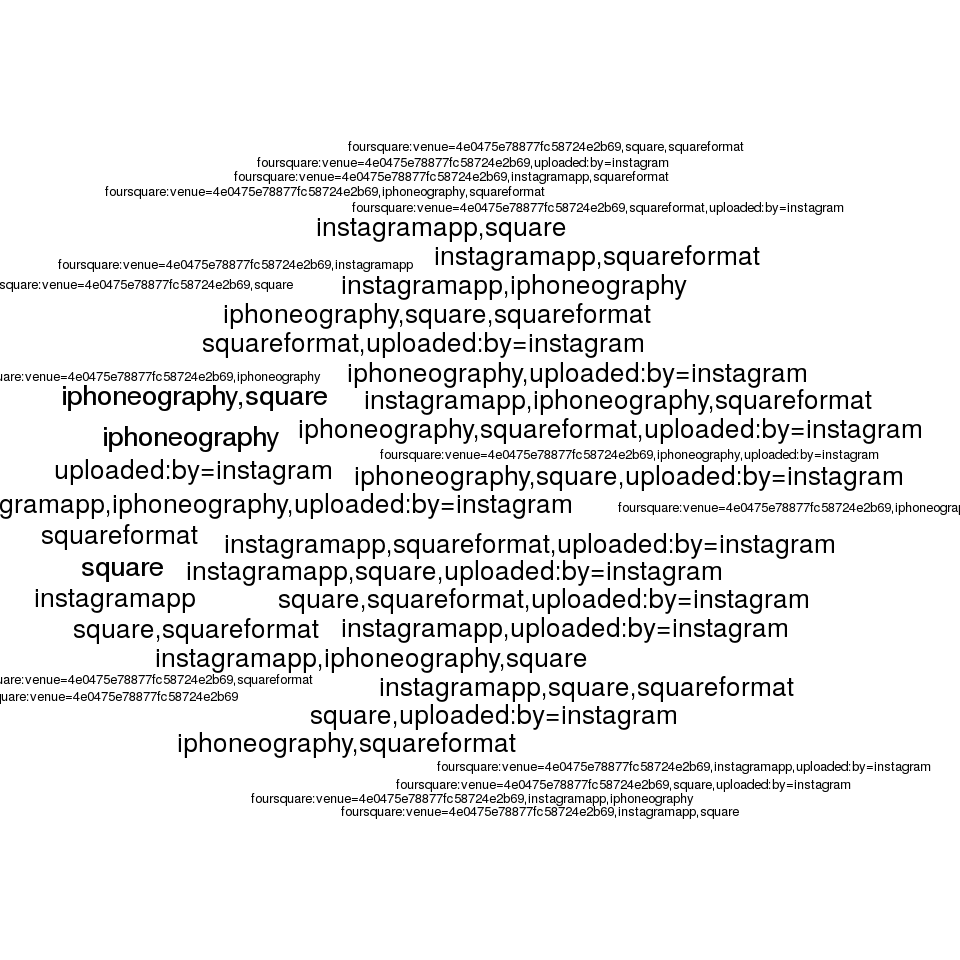 foursquare:venue=4e0475e78877fc58724e2b69,square,squareformat
foursquare:venue=4e0475e78877fc58724e2b69,uploaded:by=instagram
foursquare:venue=4e0475e78877fc58724e2b69,instagramapp,squareformat
foursquare:venue=4e0475e78877fc58724e2b69,iphoneography,squareformat
foursquare:venue=4e0475e78877fc58724e2b69,squareformat,uploaded:by=instagram
instagramapp,square
instagramapp,squareformat
foursquare:venue=4e0475e78877fc58724e2b69,instagramapp
square:venue=4e0475e78877fc58724e2b69,square
instagramapp,iphoneography
iphoneography,square,squareformat
squareformat,uploaded:by=instagram
uare:venue=4e0475e78877fc58724e2b69,iphoneography
iphoneography,uploaded:by=instagram
iphoneography,square
instagramapp,iphoneography,squareformat
iphoneography
iphoneography,squareformat,uploaded:by=instagram
foursquare:venue=4e0475e78877fc58724e2b69,iphoneography,uploaded:by=instagram
uploaded:by=instagram
iphoneography,square,uploaded:by=instagram
gramapp,iphoneography,uploaded:by=instagram
foursquare:venue=4e0475e78877fc58724e2b69,iphoneograp
squareformat
instagramapp,squareformat,uploaded:by=instagram
square
instagramapp,square,uploaded:by=instagram
instagramapp
square,squareformat,uploaded:by=instagram
square,squareformat
instagramapp,uploaded:by=instagram
instagramapp,iphoneography,square
uare:venue=4e0475e78877fc58724e2b69,squareformat
instagramapp,square,squareformat
quare:venue=4e0475e78877fc58724e2b69
square,uploaded:by=instagram
iphoneography,squareformat
foursquare:venue=4e0475e78877fc58724e2b69,instagramapp,uploaded:by=instagram
foursquare:venue=4e0475e78877fc58724e2b69,square,uploaded:by=instagram
foursquare:venue=4e0475e78877fc58724e2b69,instagramapp,iphoneography
foursquare:venue=4e0475e78877fc58724e2b69,instagramapp,square